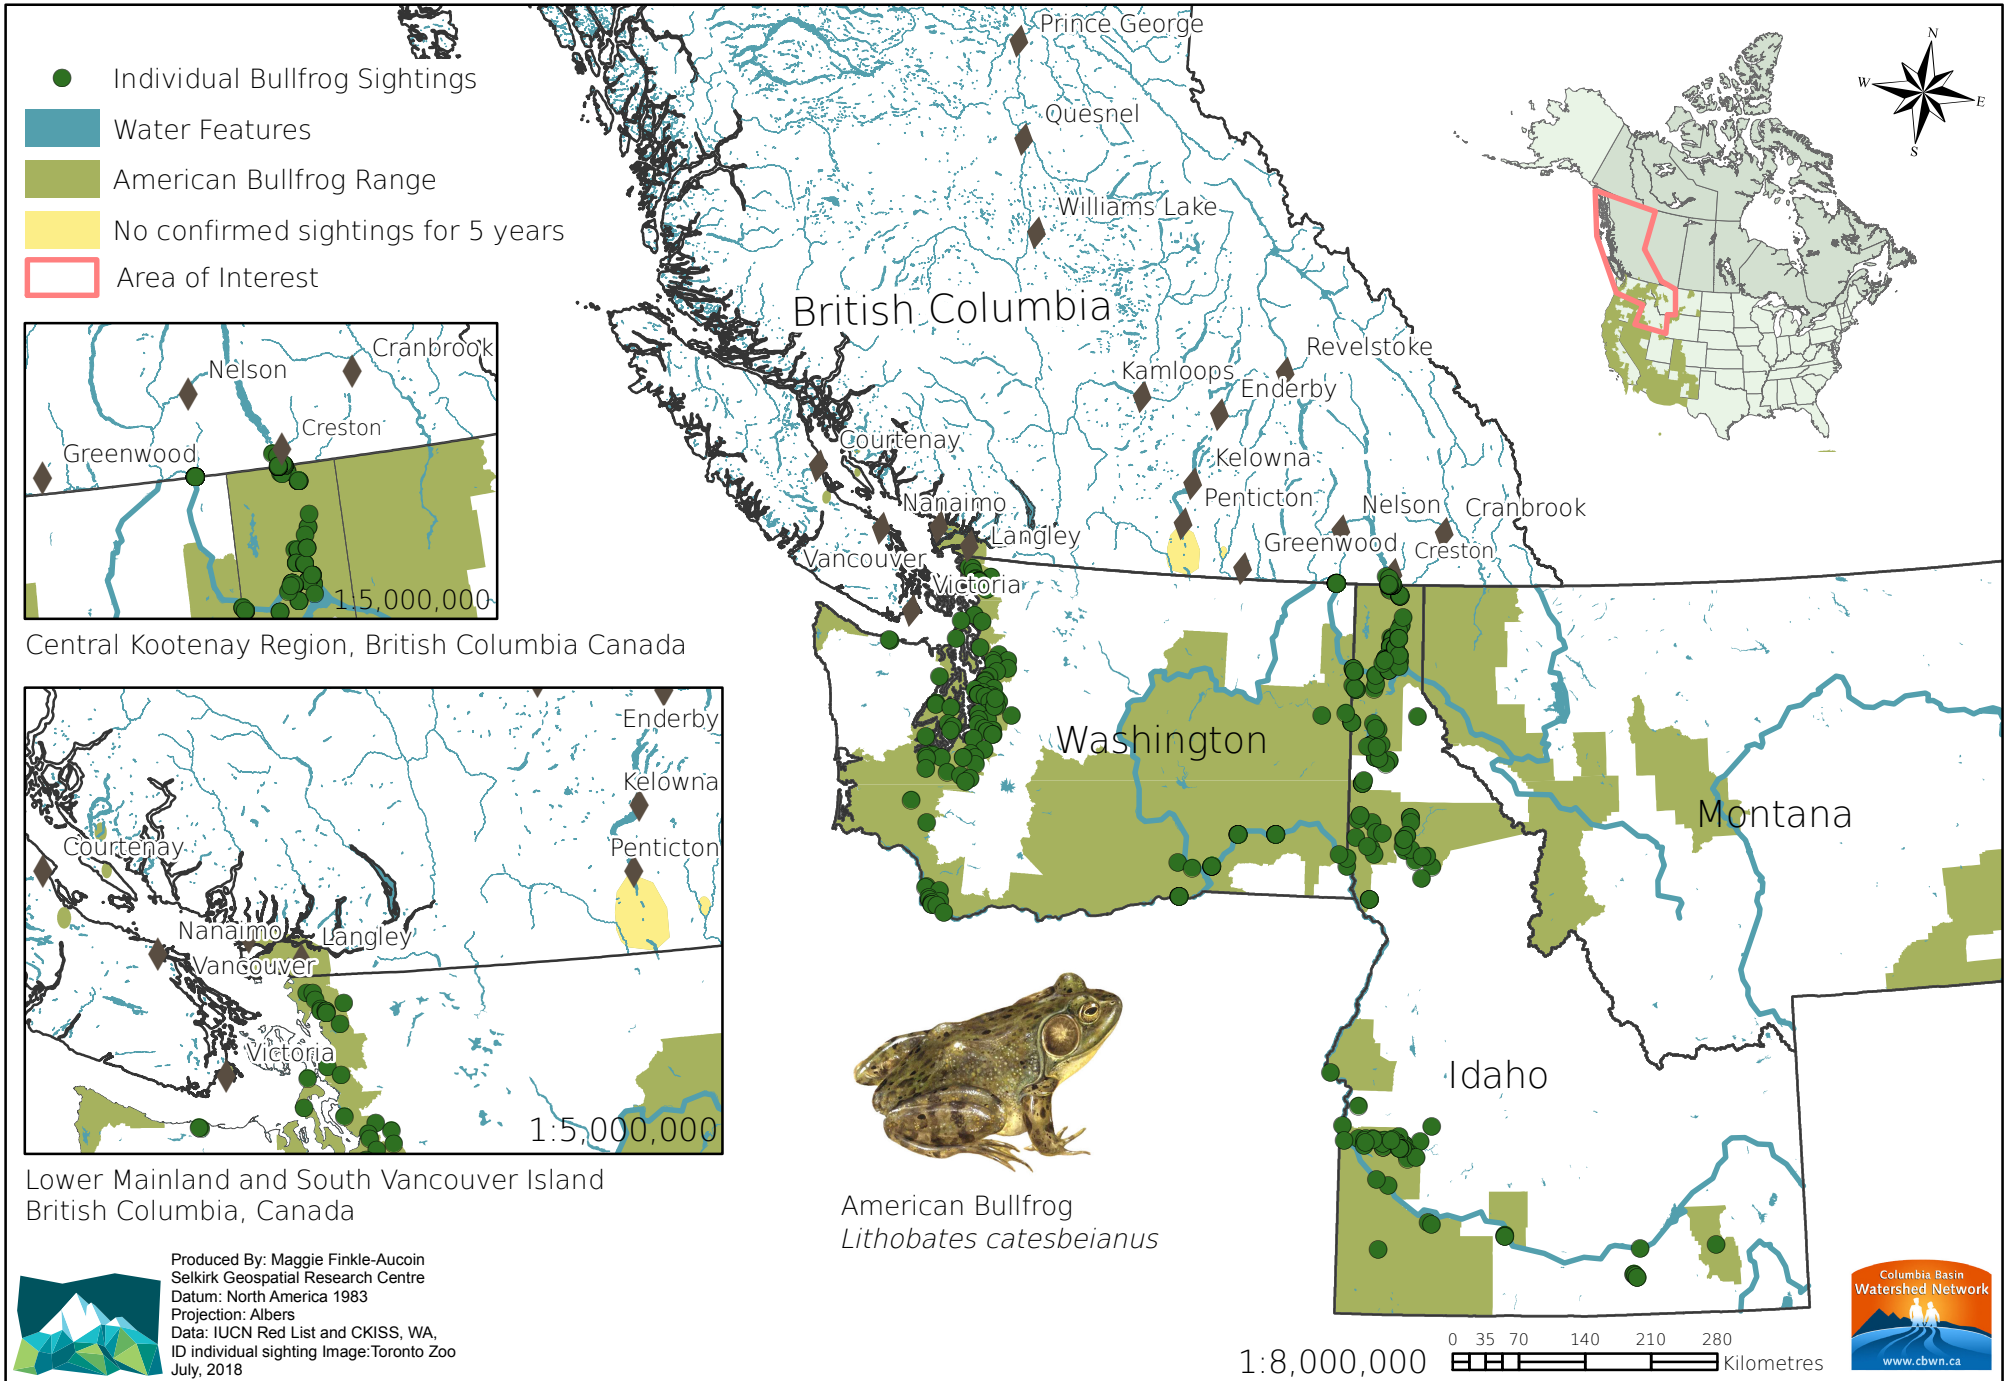 Individual Bullfrog Sightings
Water Features
American Bullfrog Range
No confirmed sightings for 5 years
Area of Interest
Prince George
Quesnel
Williams Lake
British Columbia
Revelstoke
Kamloops
Enderby
Courtenay
Kelowna
Penticton
Nanaimo
Nelson
Cranbrook
Langley
Greenwood
Creston
Vancouver
Victoria
Washington
Montana
Idaho
N
W
E
S
Nelson
Cranbrook
Creston
Greenwood
1:5,000,000
Central Kootenay Region, British Columbia Canada
Enderby
Kelowna
Courtenay
Penticton
Nanaimo
Langley
Vancouver
Victoria
1:5,000,000
Lower Mainland and South Vancouver Island
British Columbia, Canada
American Bullfrog
Lithobates catesbeianus
Produced By: Maggie Finkle-Aucoin
Selkirk Geospatial Research Centre
Datum: North America 1983
Projection: Albers
Data: IUCN Red List and CKISS, WA,
ID individual sighting Image:Toronto Zoo
July, 2018
1:8,000,000
0 35 70 140 210 280
Kilometres
Columbia Basin
Watershed Network
www.cbwn.ca